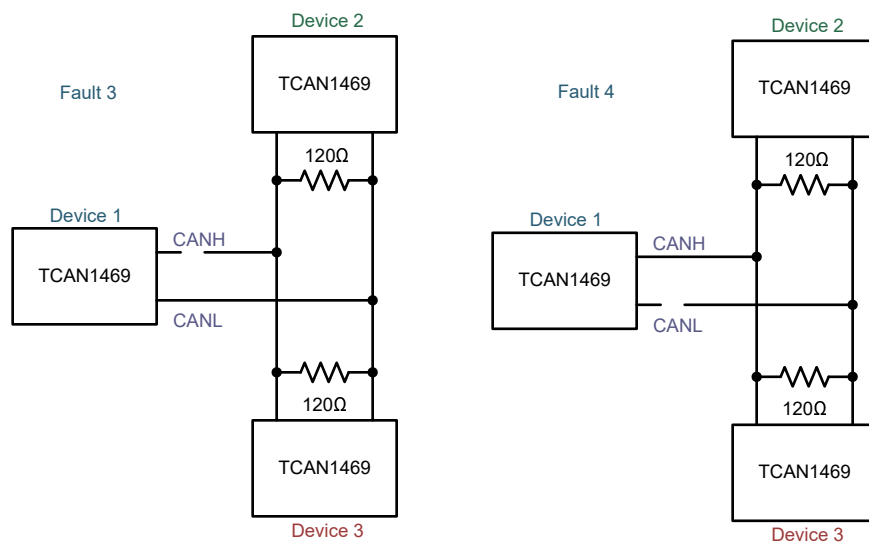 Device 2
TCAN1469
Fault 3
120Ω
Device 1
CANH
TCAN1469
CANL
120Ω
TCAN1469
Device 3
Device 2
TCAN1469
Fault 4
120Ω
Device 1
CANH
TCAN1469
CANL
120Ω
TCAN1469
Device 3